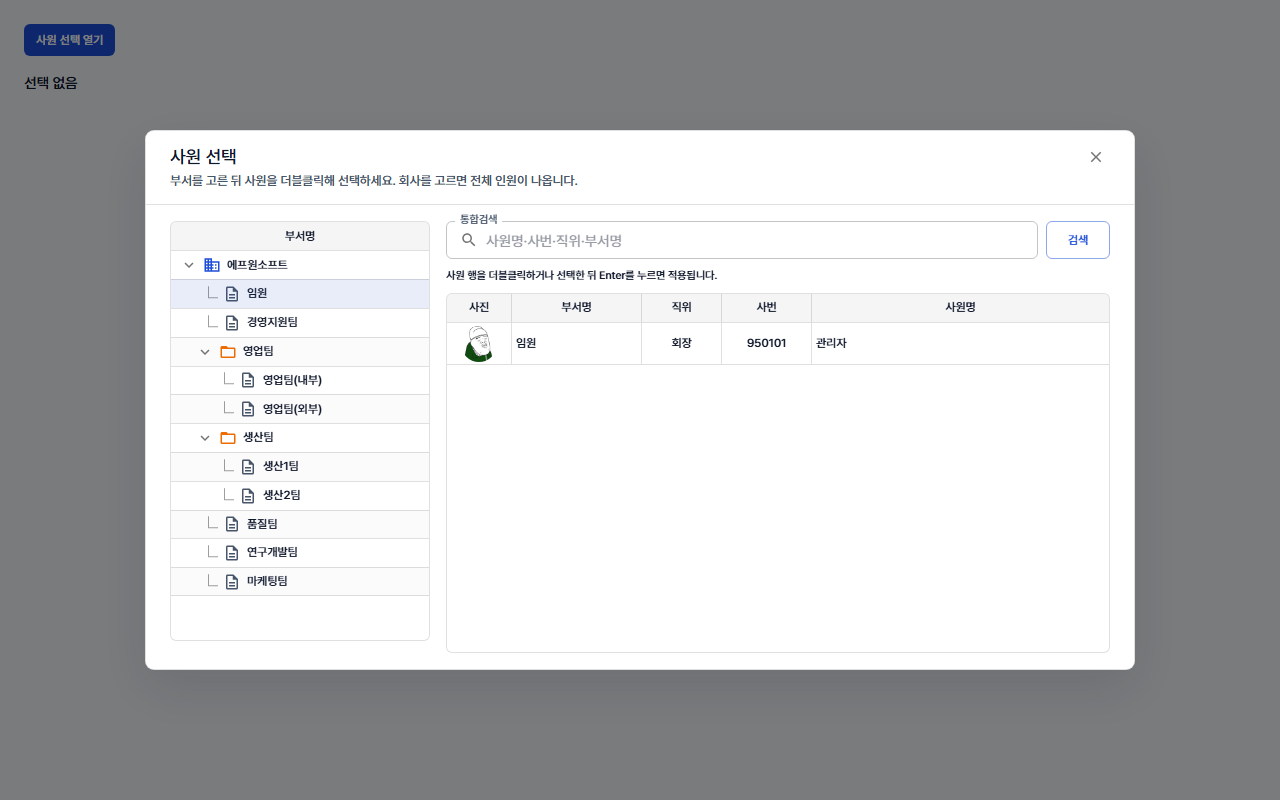 사원 선택 열기
선택 없음
사원 선택
부서를 고른 뒤 사원을 더블클릭해 선택하세요. 회사를 고르면 전체 인원이 나옵니다.
부서명
에프원소프트
임원
경영지원팀
영업팀
영업팀(내부)
영업팀(외부)
생산팀
생산1팀
생산2팀
품질팀
연구개발팀
마케팅팀
통합검색
사원명·사번·직위·부서명
검색
사원 행을 더블클릭하거나 선택한 뒤 Enter를 누르면 적용됩니다.
사진 부서명 직위 사번 사원명
임원 회장 950101 관리자